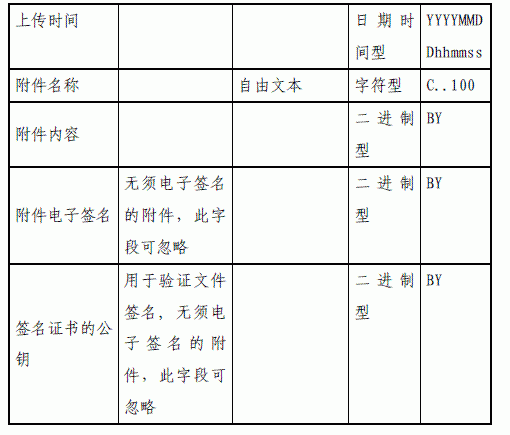 上传时间
日期时
间型
YYYYMMD
Dhhmmss
附件名称
自由文本
字符型
C..100
附件内容
二进制
型
BY
附件电子签名
无须电子签名
的附件，此字
段可忽略
二进制
型
BY
签名证书的公
钥
用于验证文件
签名，无须电
子签名的附
件，此字段可
忽略
二进制
型
BY